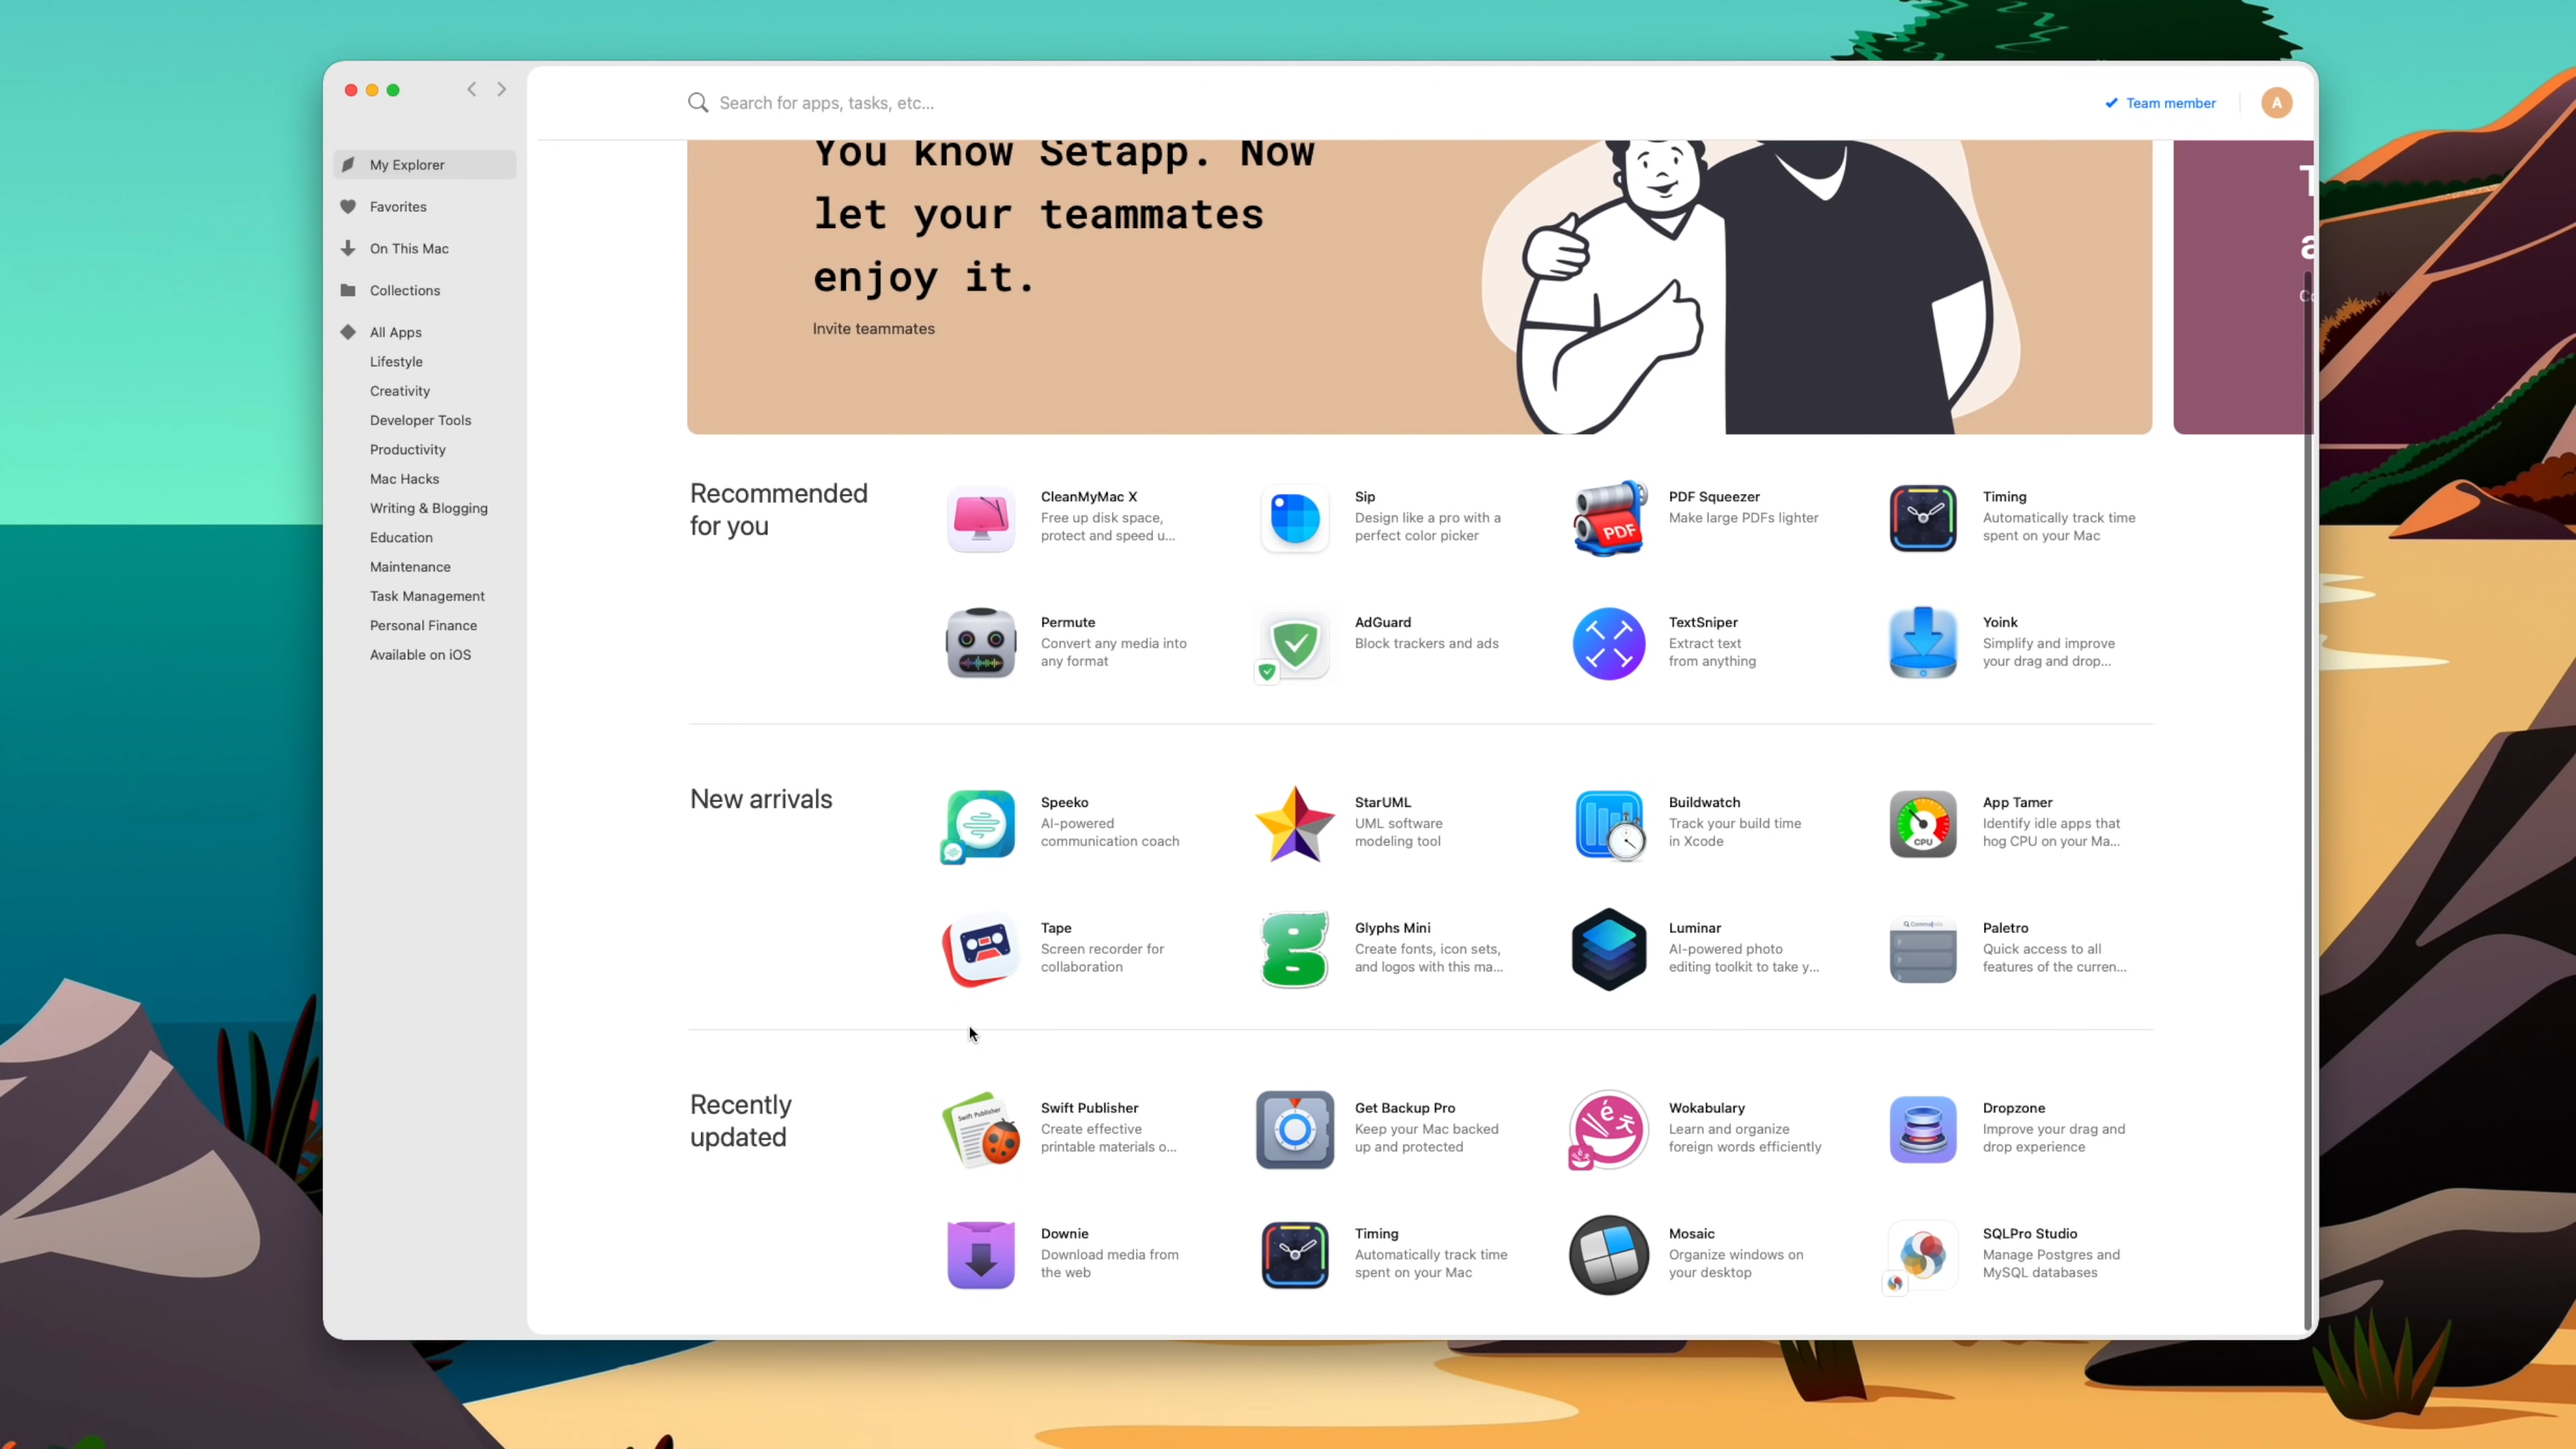 Search for apps, tasks, etc...
Team member
A
My Explorer
Favorites
On This Mac
Collections
All Apps
Lifestyle
Creativity
Developer Tools
Productivity
Mac Hacks
Writing & Blogging
Education
Maintenance
Task Management
Personal Finance
Available on iOS
You know Setapp. Now
let your teammates
enjoy it.
Invite teammates
Recommended
for you
CleanMyMac X
Free up disk space,
protect and speed u...
Sip
Design like a pro with a
perfect color picker
PDF
PDF Squeezer
Make large PDFs lighter
Timing
Automatically track time
spent on your Mac
Permute
Convert any media into
any format
AdGuard
Block trackers and ads
TextSniper
Extract text
from anything
Yoink
Simplify and improve
your drag and drop...
New arrivals
Speeko
AI-powered
communication coach
StarUML
UML software
modeling tool
Buildwatch
Track your build time
in Xcode
CPU
App Tamer
Identify idle apps that
hog CPU on your Ma...
Tape
Screen recorder for
collaboration
Glyphs Mini
Create fonts, icon sets,
and logos with this ma...
Luminar
AI-powered photo
editing toolkit to take y...
Paletro
Quick access to all
features of the curren...
Recently
updated
Swift Publisher
Swift Publisher
Create effective
printable materials o...
Get Backup Pro
Keep your Mac backed
up and protected
Wokabulary
Learn and organize
foreign words efficiently
Dropzone
Improve your drag and
drop experience
Downie
Download media from
the web
Timing
Automatically track time
spent on your Mac
Mosaic
Organize windows on
your desktop
SQLPro Studio
Manage Postgres and
MySQL databases